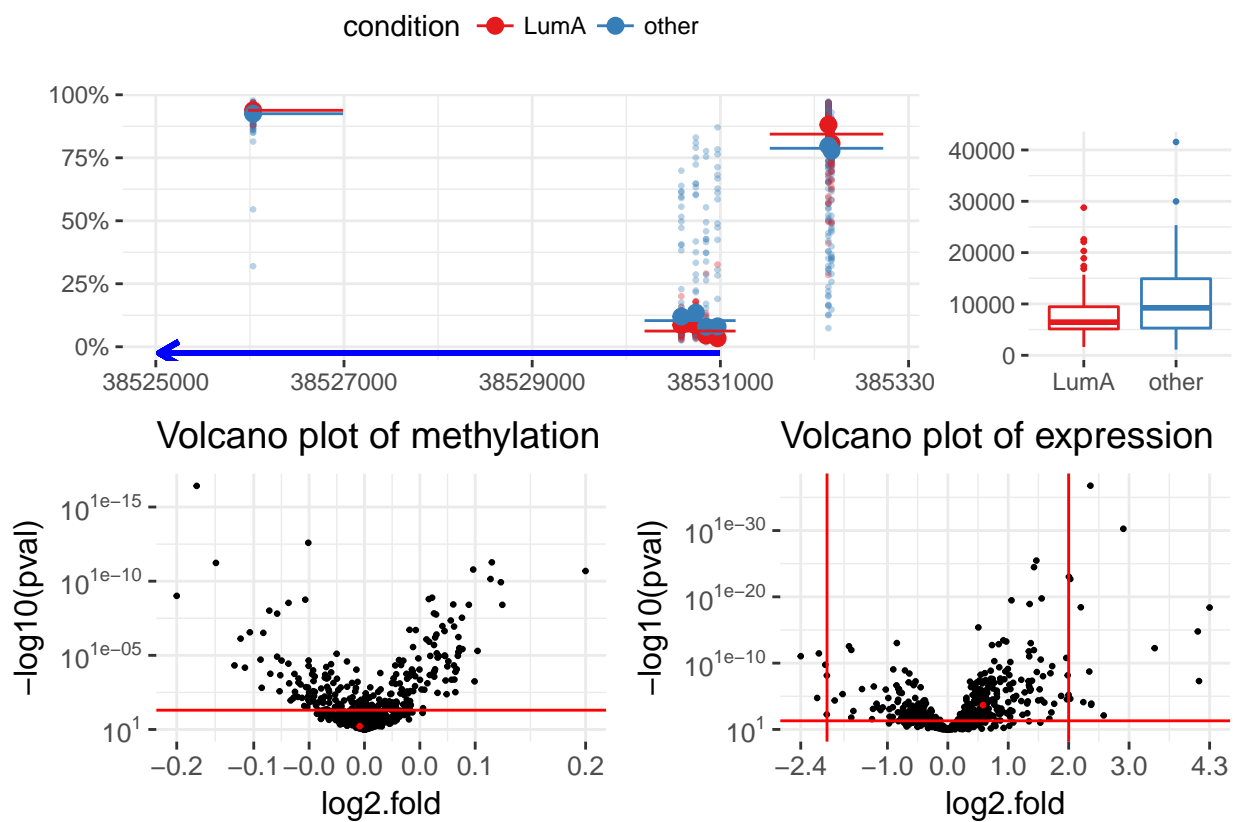 condition LumA other
100%
75%
50%
25%
0%
38525000 38527000 38529000 38531000 385330
40000
30000
20000
10000
0
LumA other
Volcano plot of methylation
−log10(pval)
10^1e−15
10^1e−10
10^1e−05
10^1
−0.2 −0.1 −0.0 0.0 0.1 0.2
log2.fold
Volcano plot of expression
−log10(pval)
10^1e−30
10^1e−20
10^1e−10
10^1
−2.4 −1.0 0.0 1.0 2.0 3.0 4.3
log2.fold